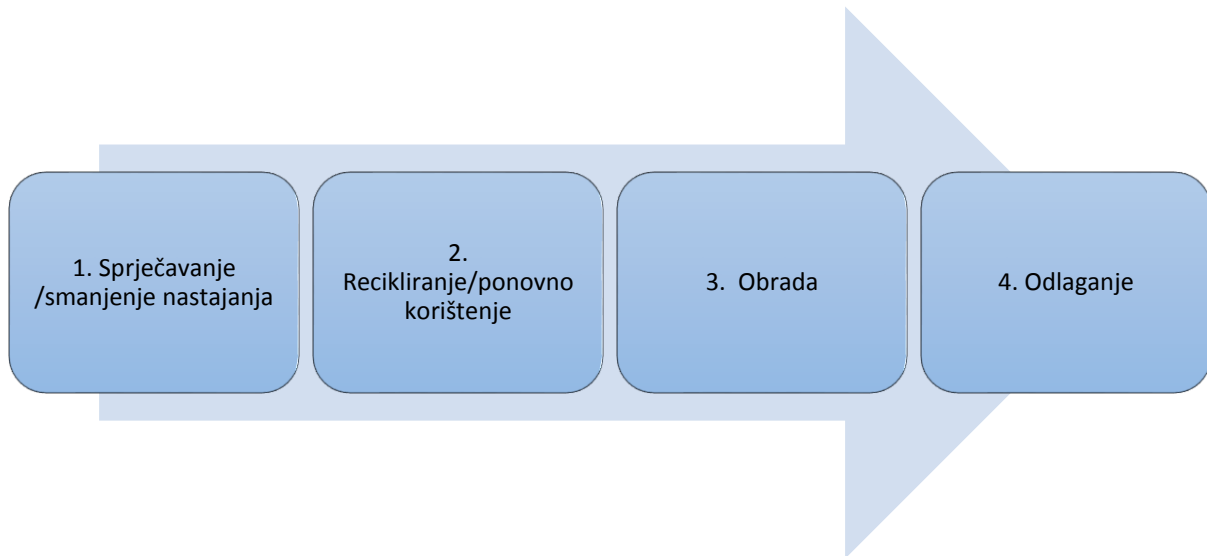 1. Sprječavanje
/smanjenje nastajanja
2.
Recikliranje/ponovno
korištenje
3.  Obrada
4. Odlaganje